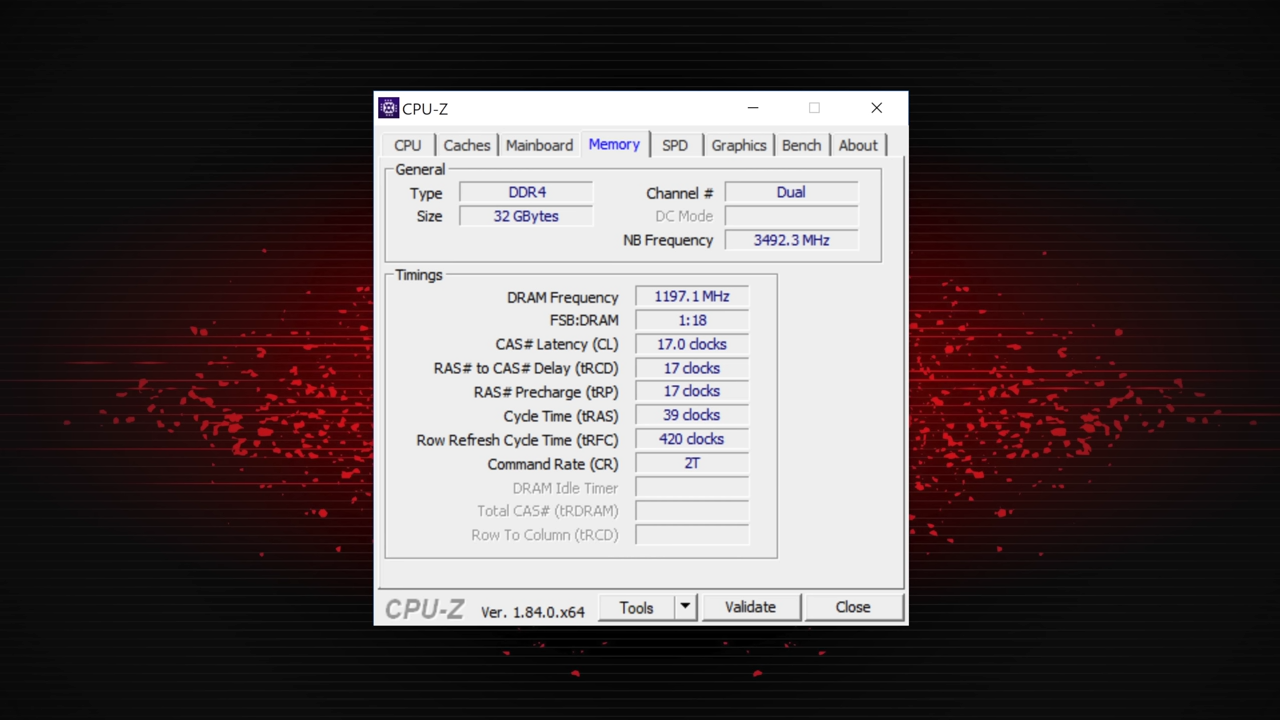 CPU-Z
CPU Caches Mainboard Memory SPD Graphics Bench About
General
Type DDR4 Channel # Dual
Size 32 GBytes DC Mode
NB Frequency 3492.3 MHz
Timings
DRAM Frequency 1197.1 MHz
FSB:DRAM 1:18
CAS# Latency (CL) 17.0 clocks
RAS# to CAS# Delay (tRCD) 17 clocks
RAS# Precharge (tRP) 17 clocks
Cycle Time (tRAS) 39 clocks
Row Refresh Cycle Time (tRFC) 420 clocks
Command Rate (CR) 2T
DRAM Idle Timer
Total CAS# (tRDRAM)
Row To Column (tRCD)
CPU-Z Ver. 1.84.0.x64 Tools Validate Close